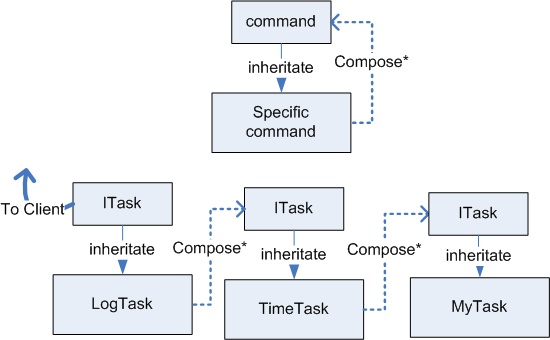 command
inheritate
Compose*
Specific
command
To Client
ITask
ITask
ITask
inheritate
Compose*
inheritate
Compose*
inheritate
LogTask
TimeTask
MyTask